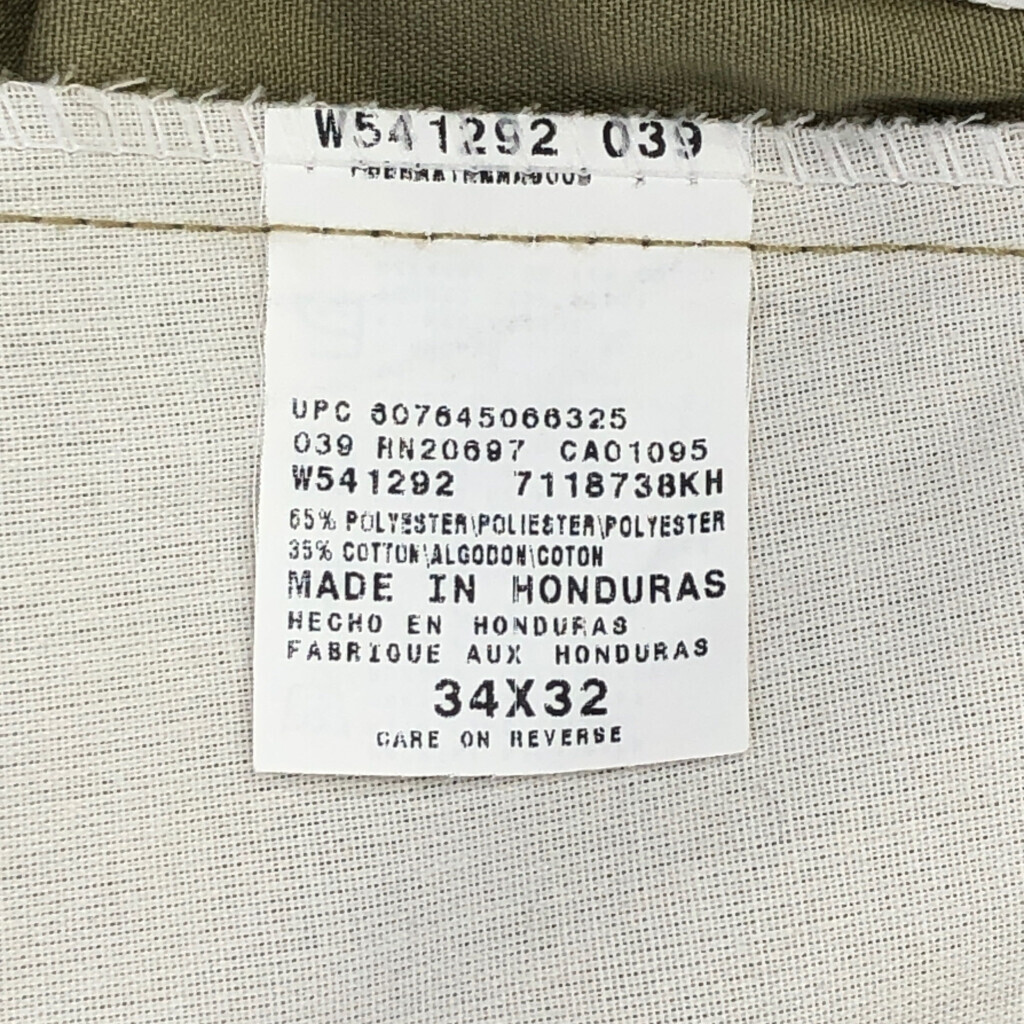 W541292 039
UPC 607645066325
039 RN20697 CA01095
W541292 7118738KH
65% POLYESTER\POLIESTER\POLYESTER
35% COTTON\ALGODON\COTON
MADE IN HONDURAS
HECHO EN HONDURAS
FABRIQUE AUX HONDURAS
34X32
CARE ON REVERSE